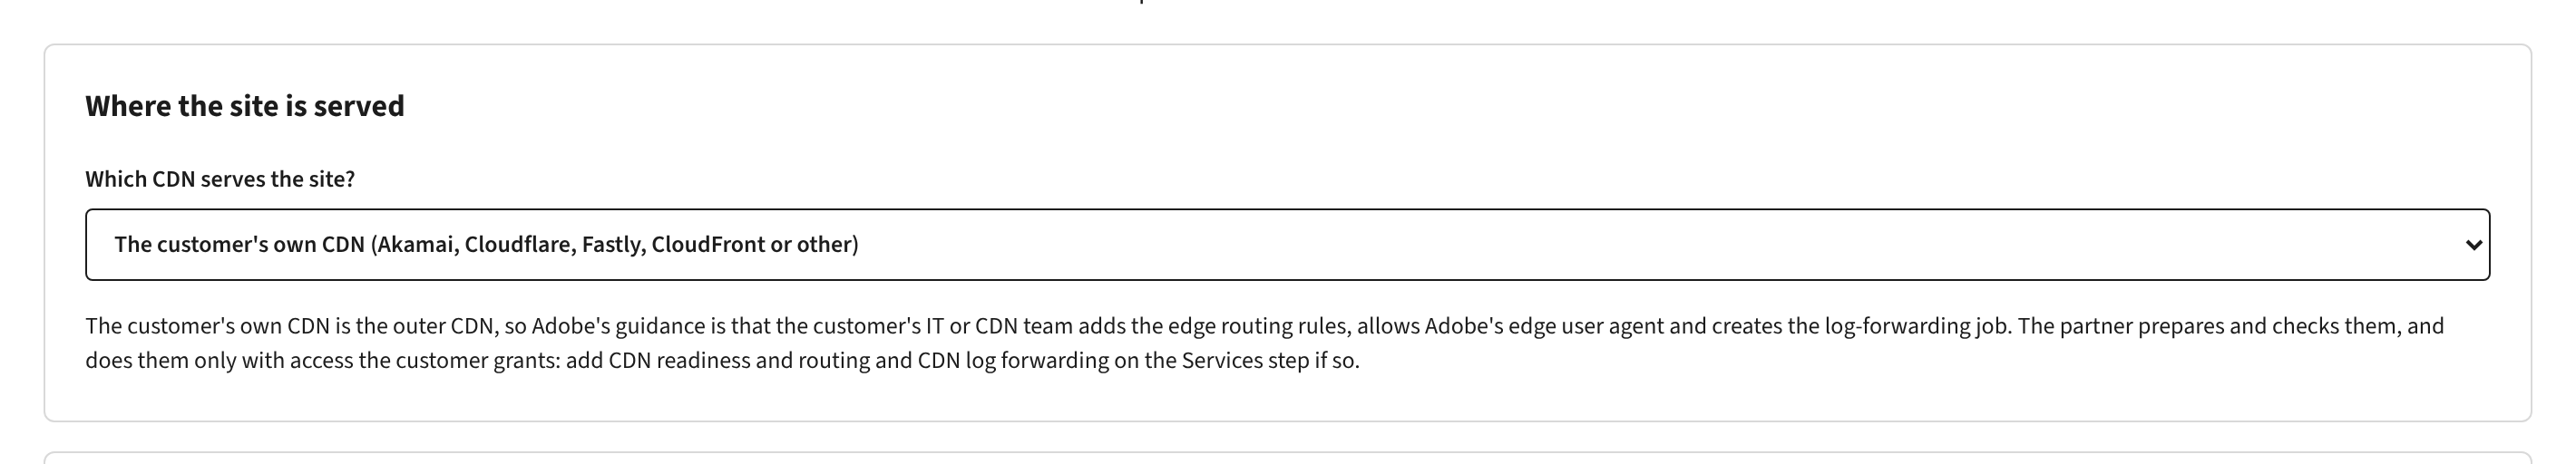 Where the site is served
Which CDN serves the site?
The customer's own CDN (Akamai, Cloudflare, Fastly, CloudFront or other)
The customer's own CDN is the outer CDN, so Adobe's guidance is that the customer's IT or CDN team adds the edge routing rules, allows Adobe's edge user agent and creates the log-forwarding job. The partner prepares and checks them, and
does them only with access the customer grants: add CDN readiness and routing and CDN log forwarding on the Services step if so.